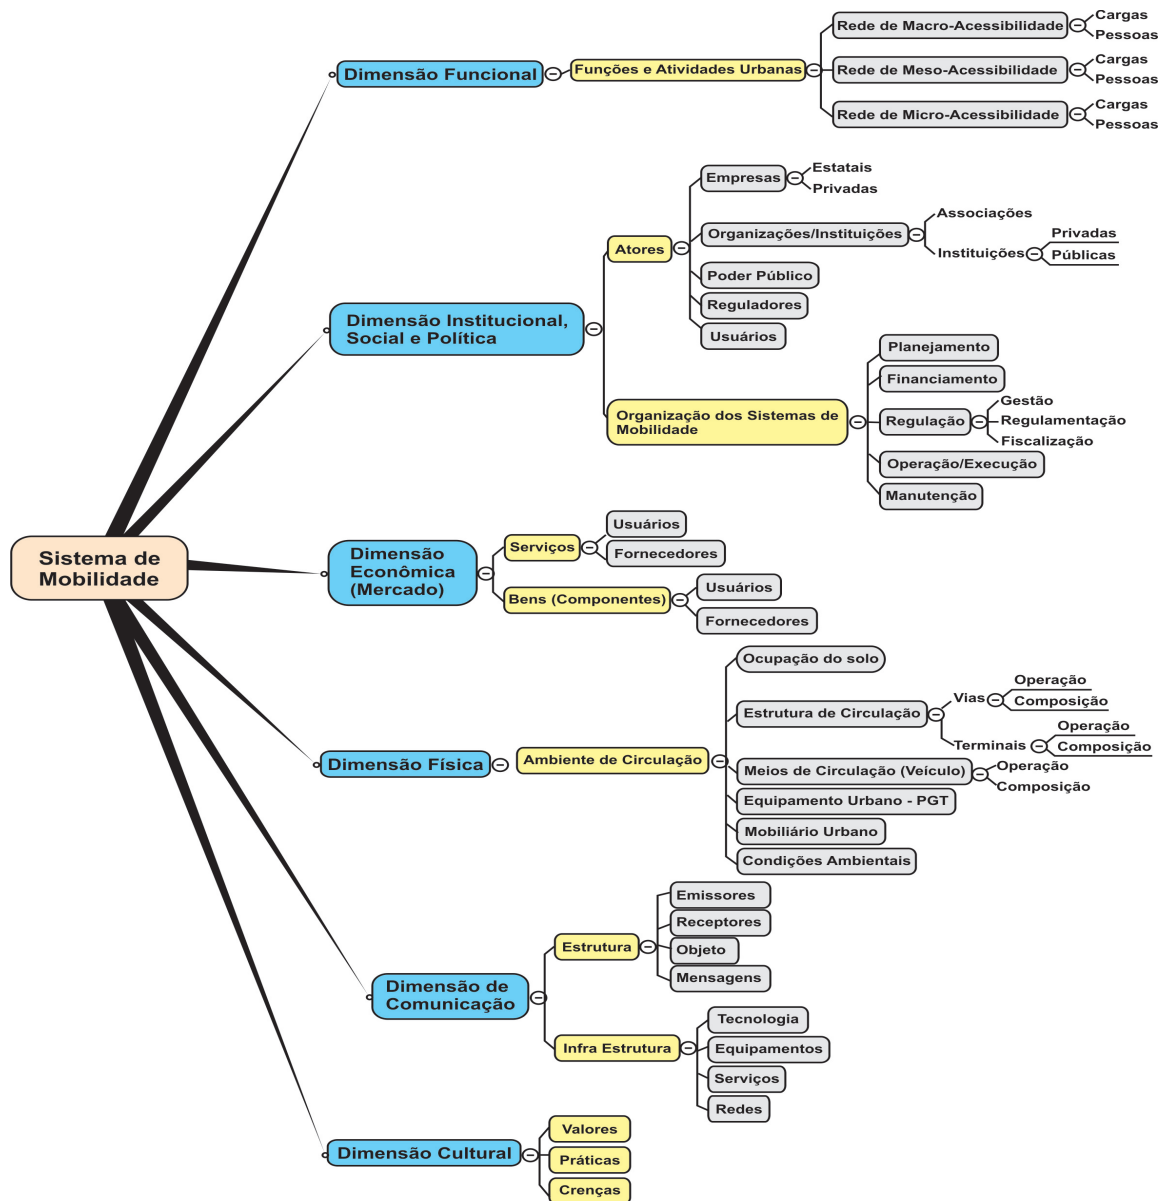 Sistema de
Mobilidade
Dimensão Funcional
Funções e Atividades Urbanas
Rede de Macro-Acessibilidade
Cargas
Pessoas
Rede de Meso-Acessibilidade
Cargas
Pessoas
Rede de Micro-Acessibilidade
Cargas
Pessoas
Dimensão Institucional,
Social e Política
Atores
Empresas
Estatais
Privadas
Organizações/Instituições
Associações
Instituições
Privadas
Públicas
Poder Público
Reguladores
Usuários
Organização dos Sistemas de
Mobilidade
Planejamento
Financiamento
Regulação
Gestão
Regulamentação
Fiscalização
Operação/Execução
Manutenção
Dimensão
Econômica
(Mercado)
Serviços
Usuários
Fornecedores
Bens (Componentes)
Usuários
Fornecedores
Dimensão Física
Ambiente de Circulação
Ocupação do solo
Estrutura de Circulação
Vias
Operação
Composição
Terminais
Operação
Composição
Meios de Circulação (Veículo)
Operação
Composição
Equipamento Urbano - PGT
Mobiliário Urbano
Condições Ambientais
Dimensão de
Comunicação
Estrutura
Emissores
Receptores
Objeto
Mensagens
Infra Estrutura
Tecnologia
Equipamentos
Serviços
Redes
Dimensão Cultural
Valores
Práticas
Crenças